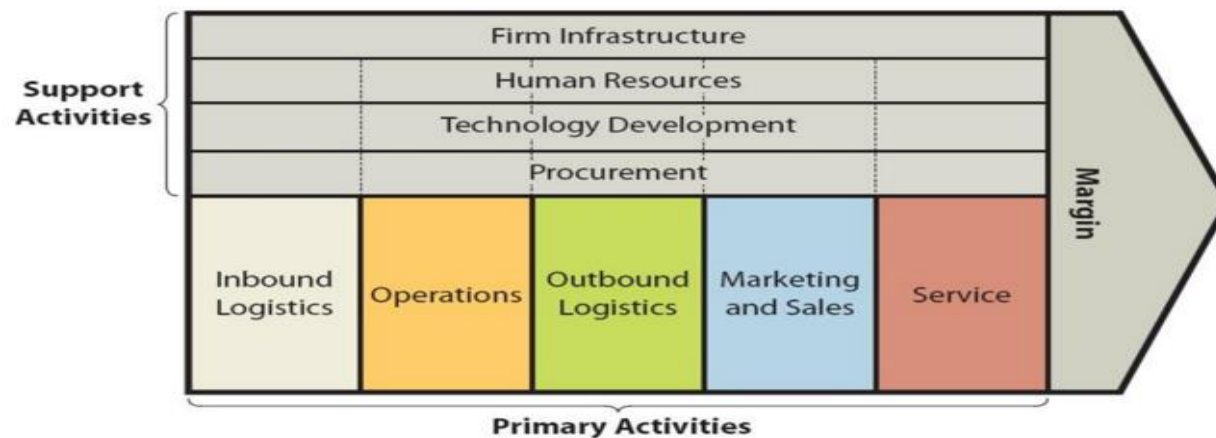 Firm Infrastructure
Support
Activities
Human Resources
Technology Development
Procurement
Margin
Inbound
Logistics
Operations
Outbound
Logistics
Marketing
and Sales
Service
Primary Activities